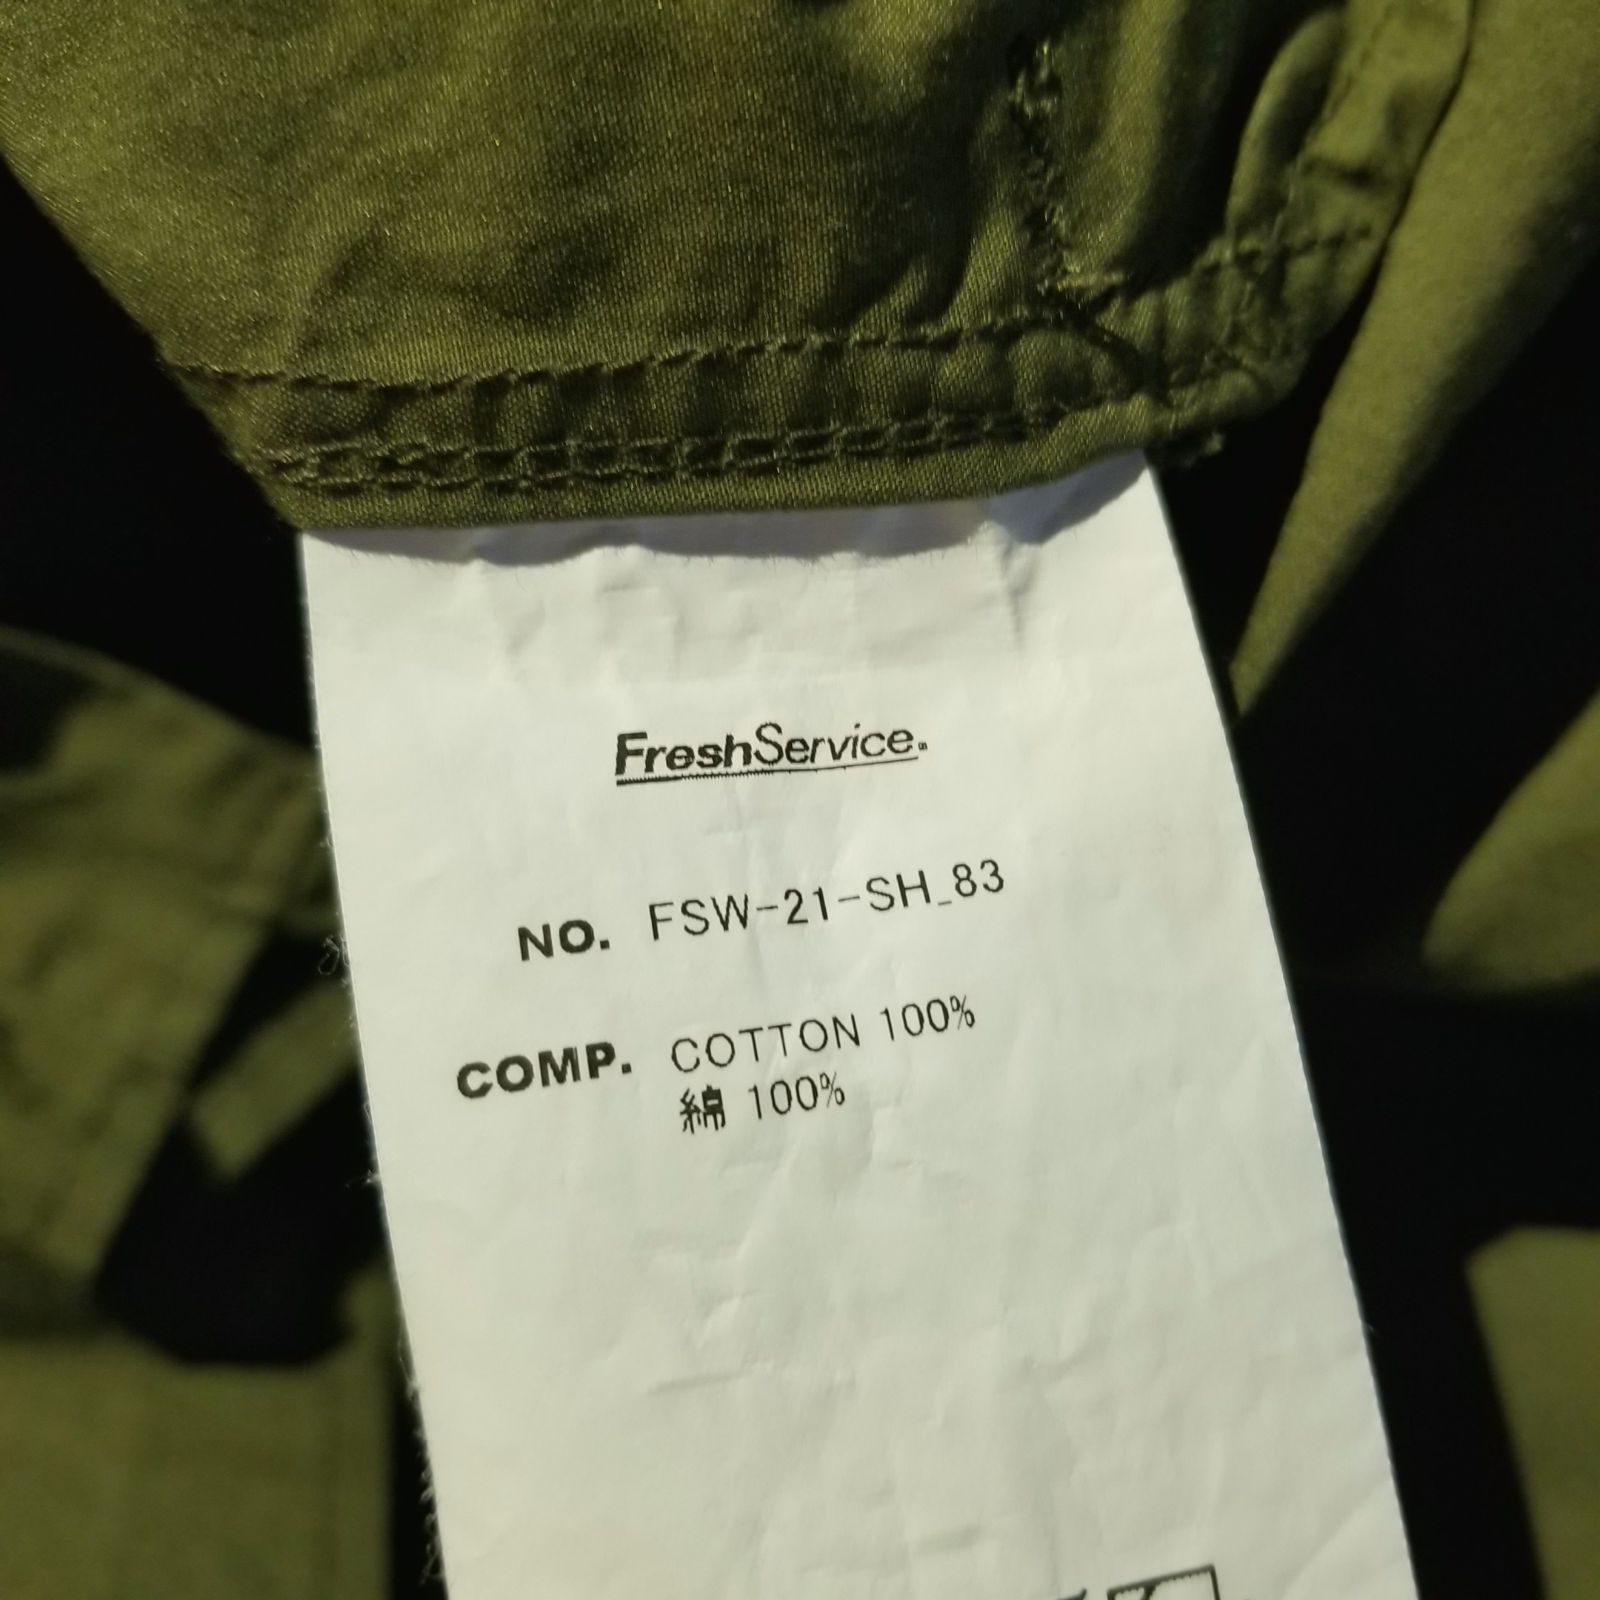 FreshService.
NO. FSW-21-SH_83
COMP. COTTON 100%
綿 100%